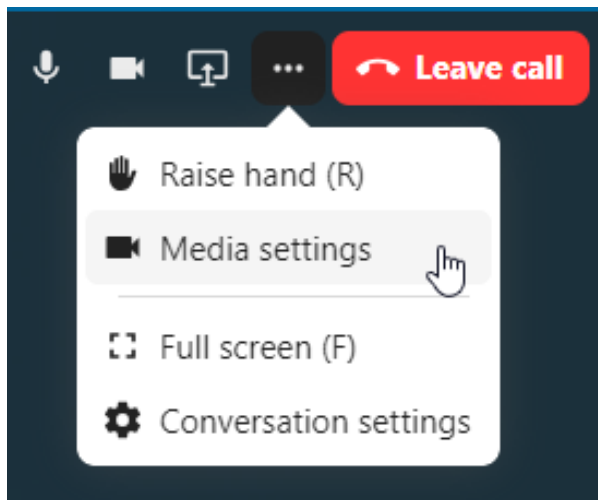 Leave call
Raise hand (R)
Media settings
Full screen (F)
Conversation settings